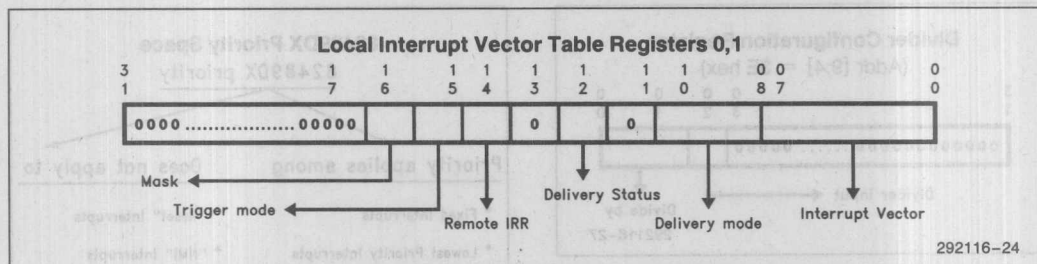 Local Interrupt Vector Table Registers 0,1
3 1 1 1 1 1 1 1 1 0 0 0
1 7 6 5 4 3 2 1 0 8 7 0
0000..................00000 0 0
Mask
Trigger mode
Remote IRR
Delivery Status
Delivery mode
Interrupt Vector
292116-24